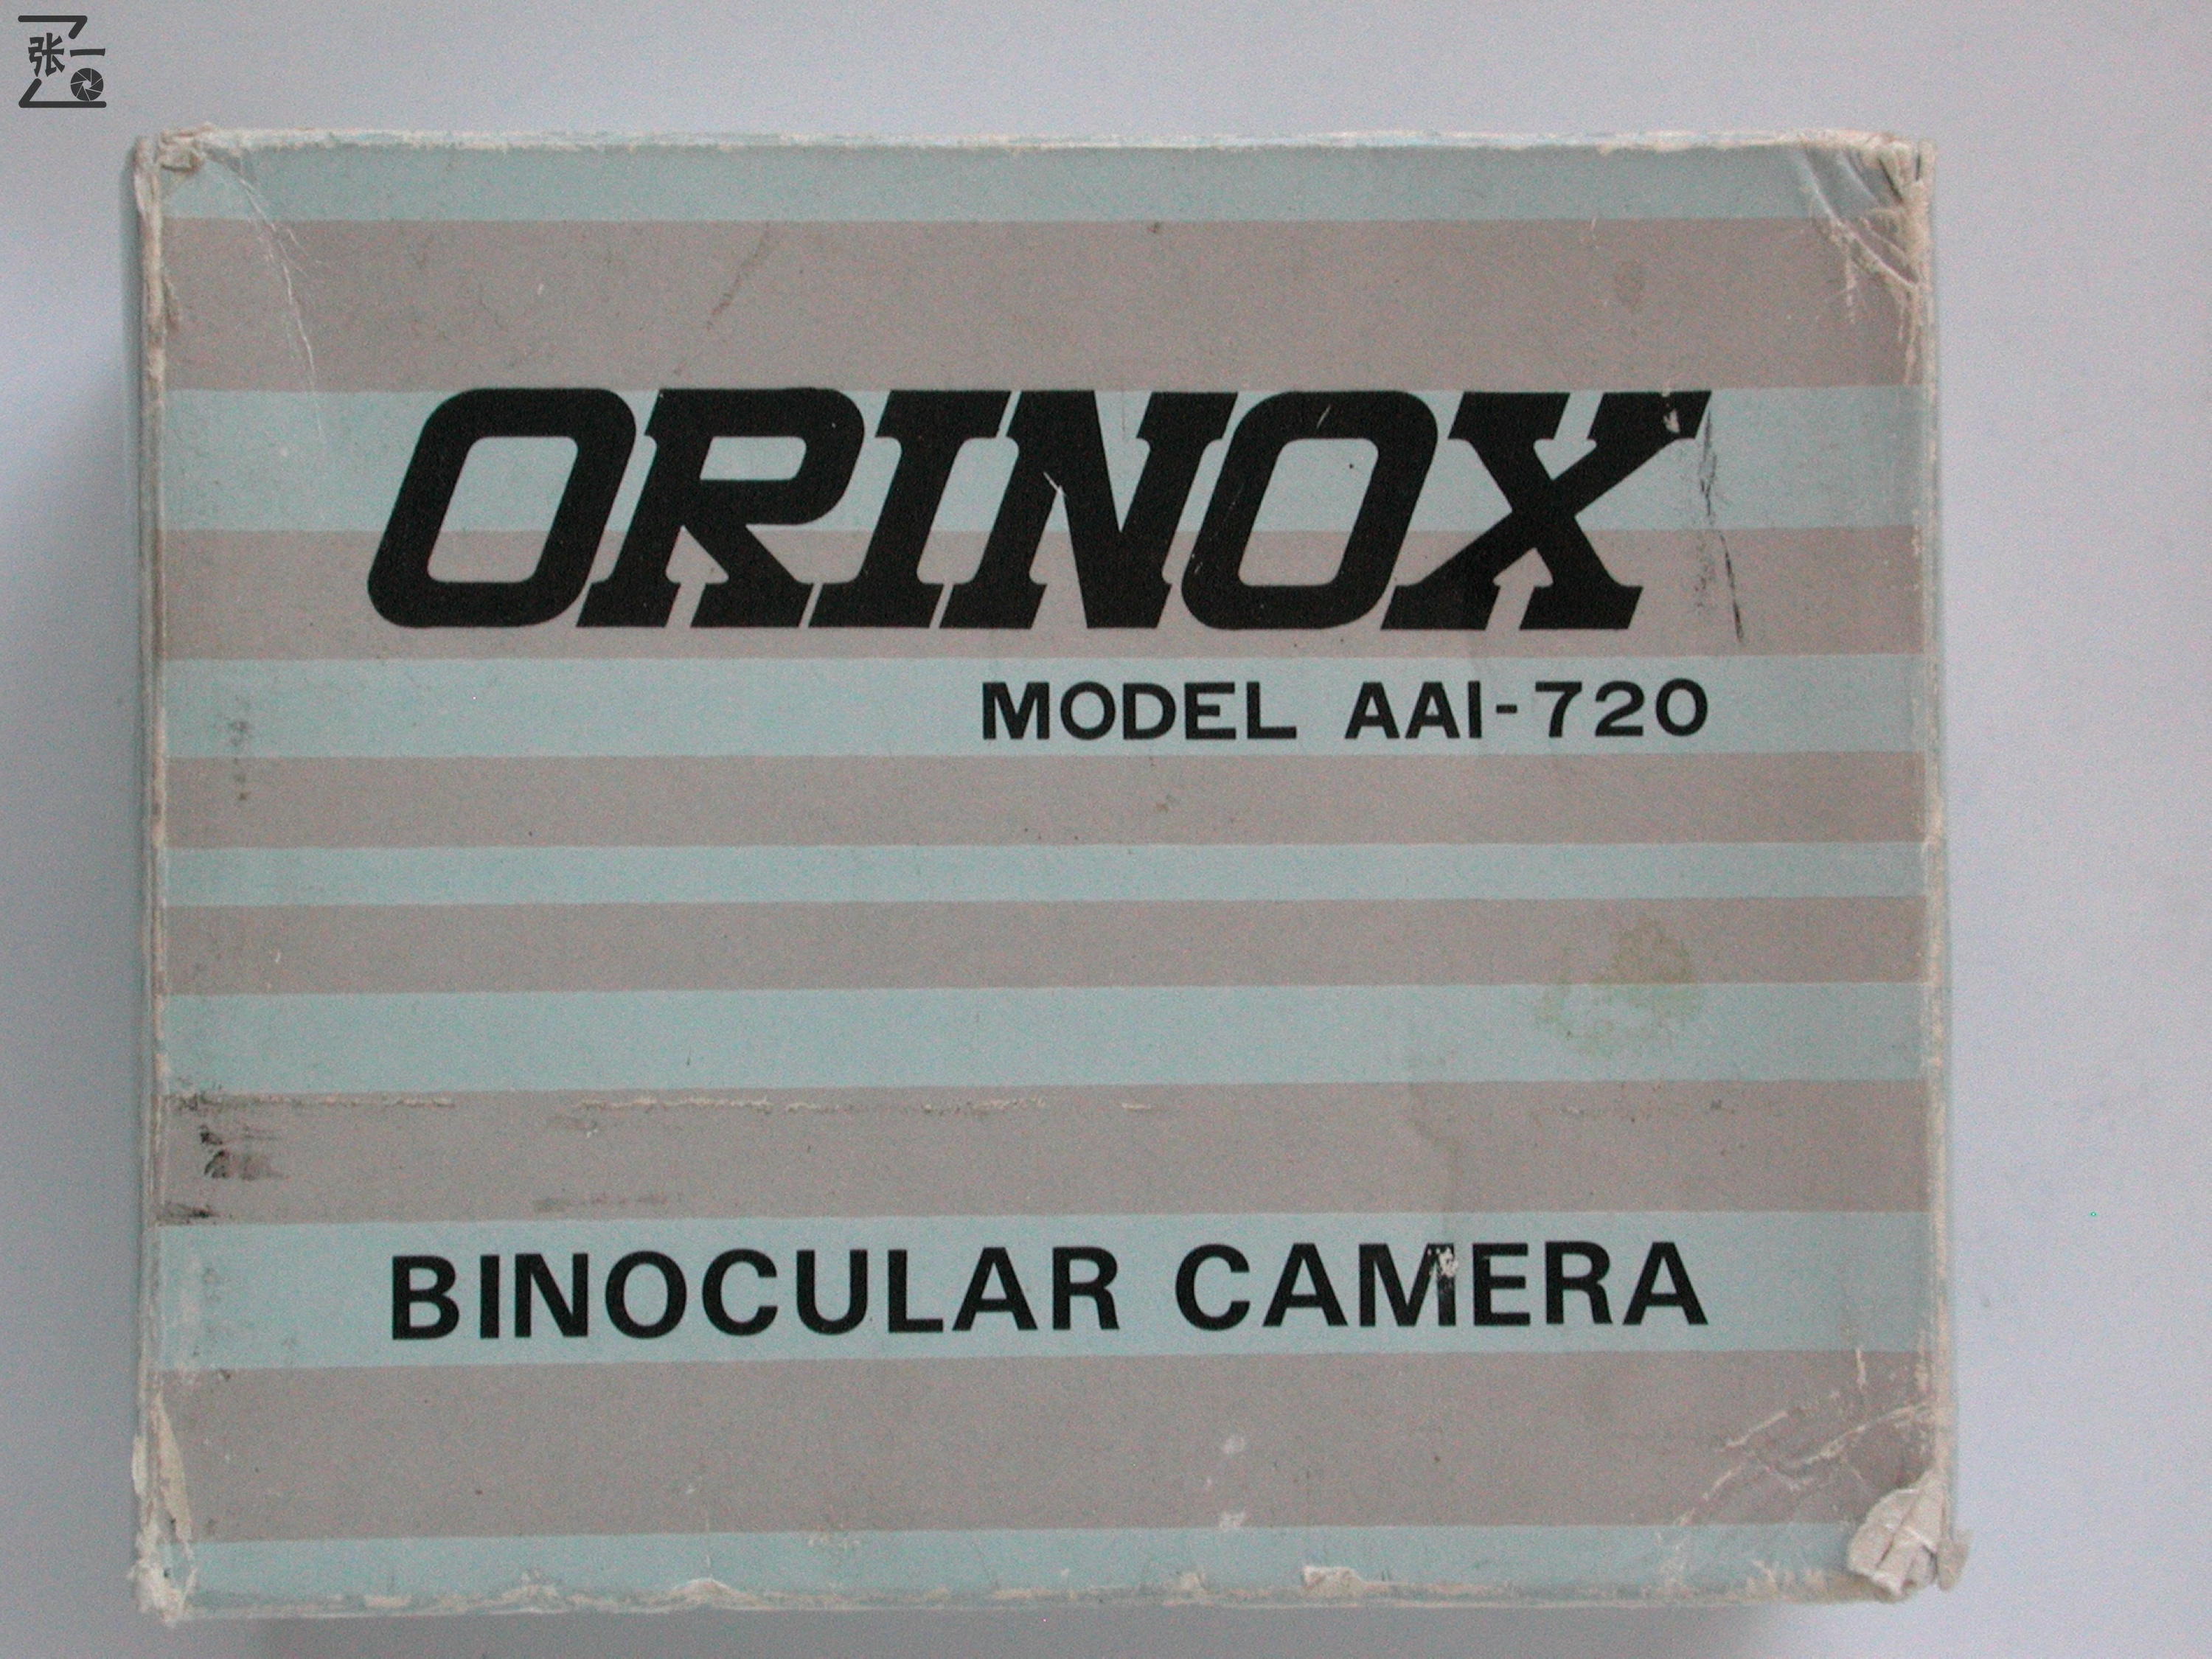 张一
ORINOX
MODEL AAI-720
BINOCULAR CAMERA